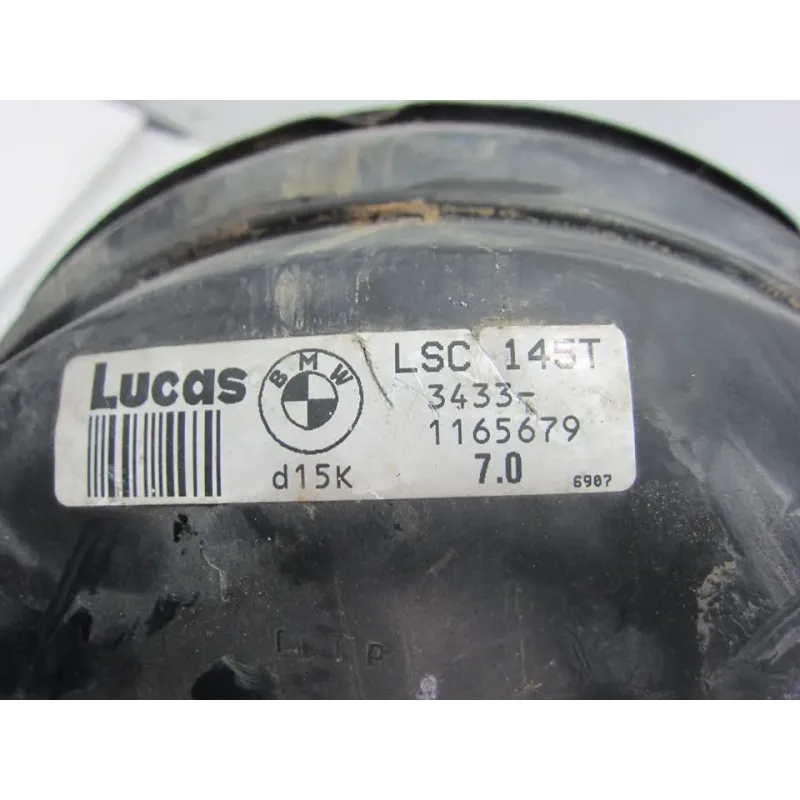 Lucas
BMW
d15K
LSC 145T
3433-
1165679
7.0
6907